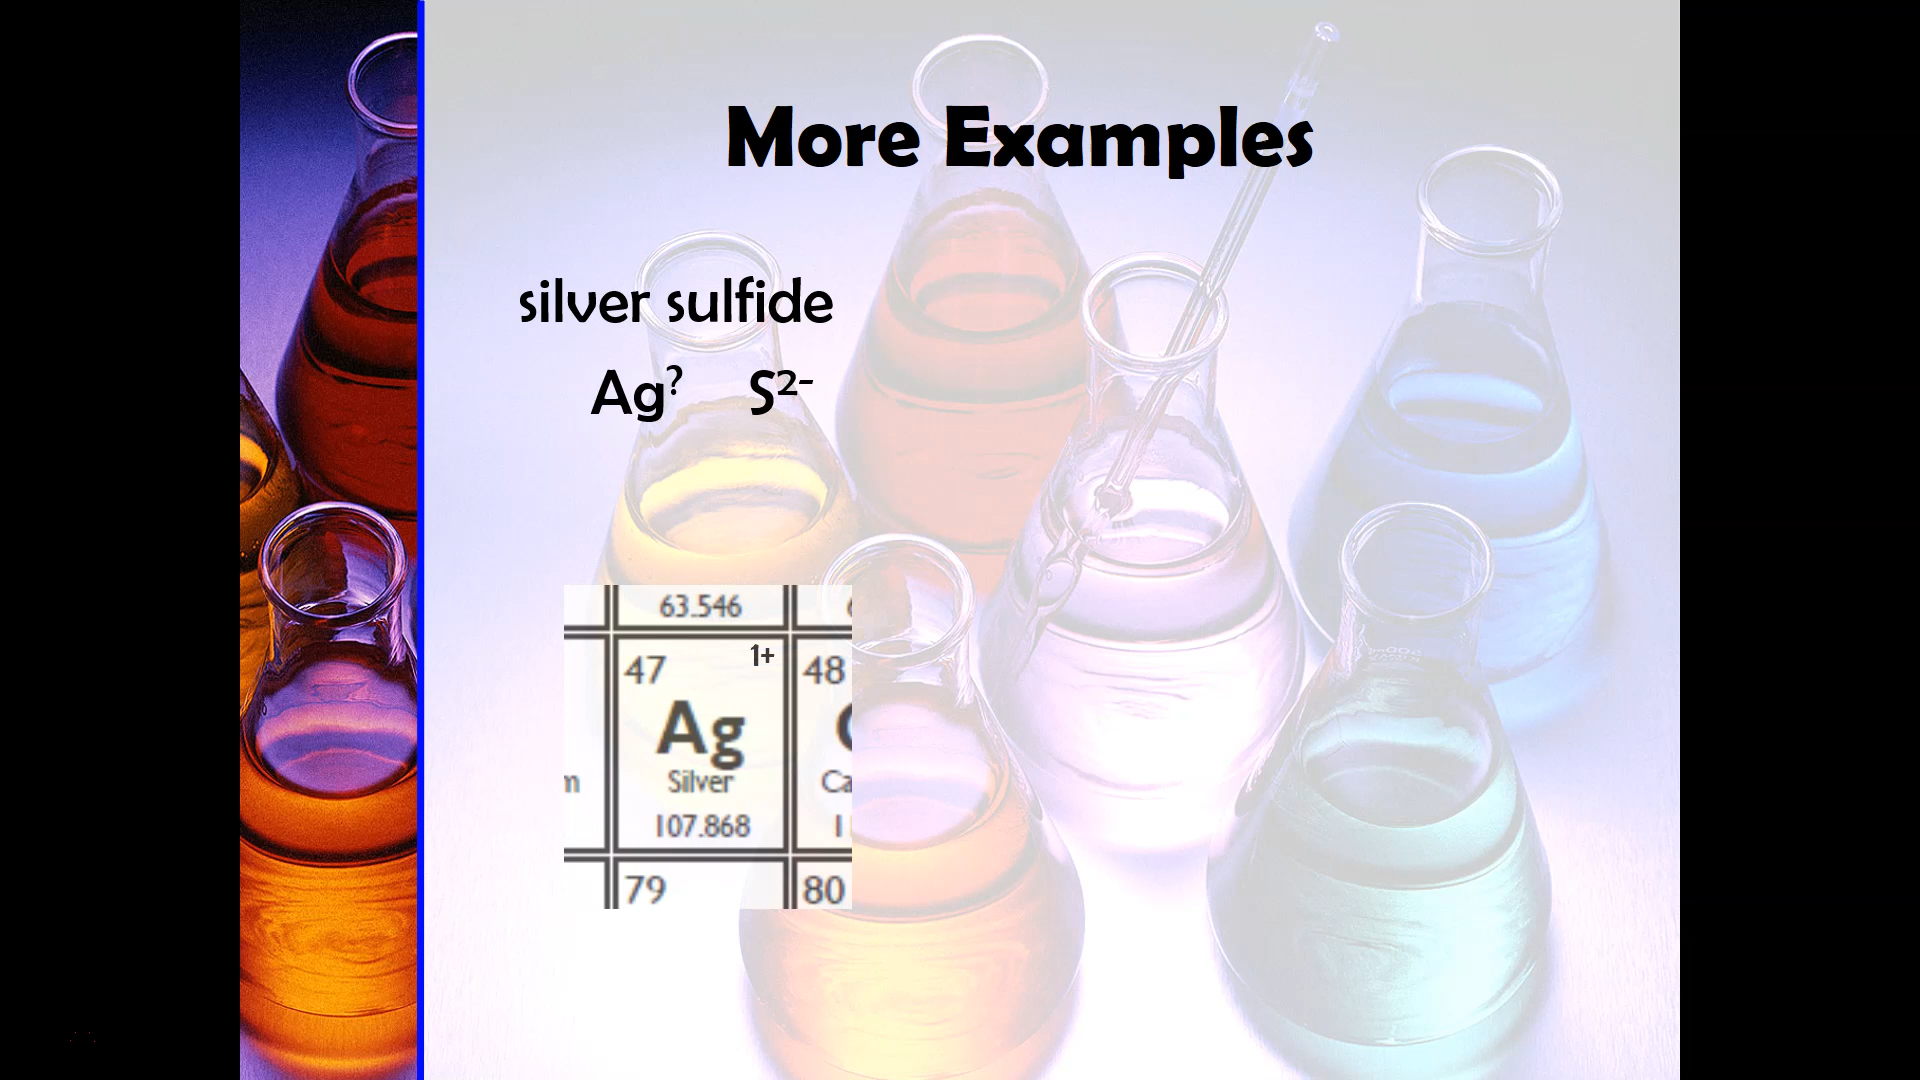 More Examples
silver sulfide
Ag? S2-
63.546
47 1+ 48
Ag
Silver
107.868
79 80